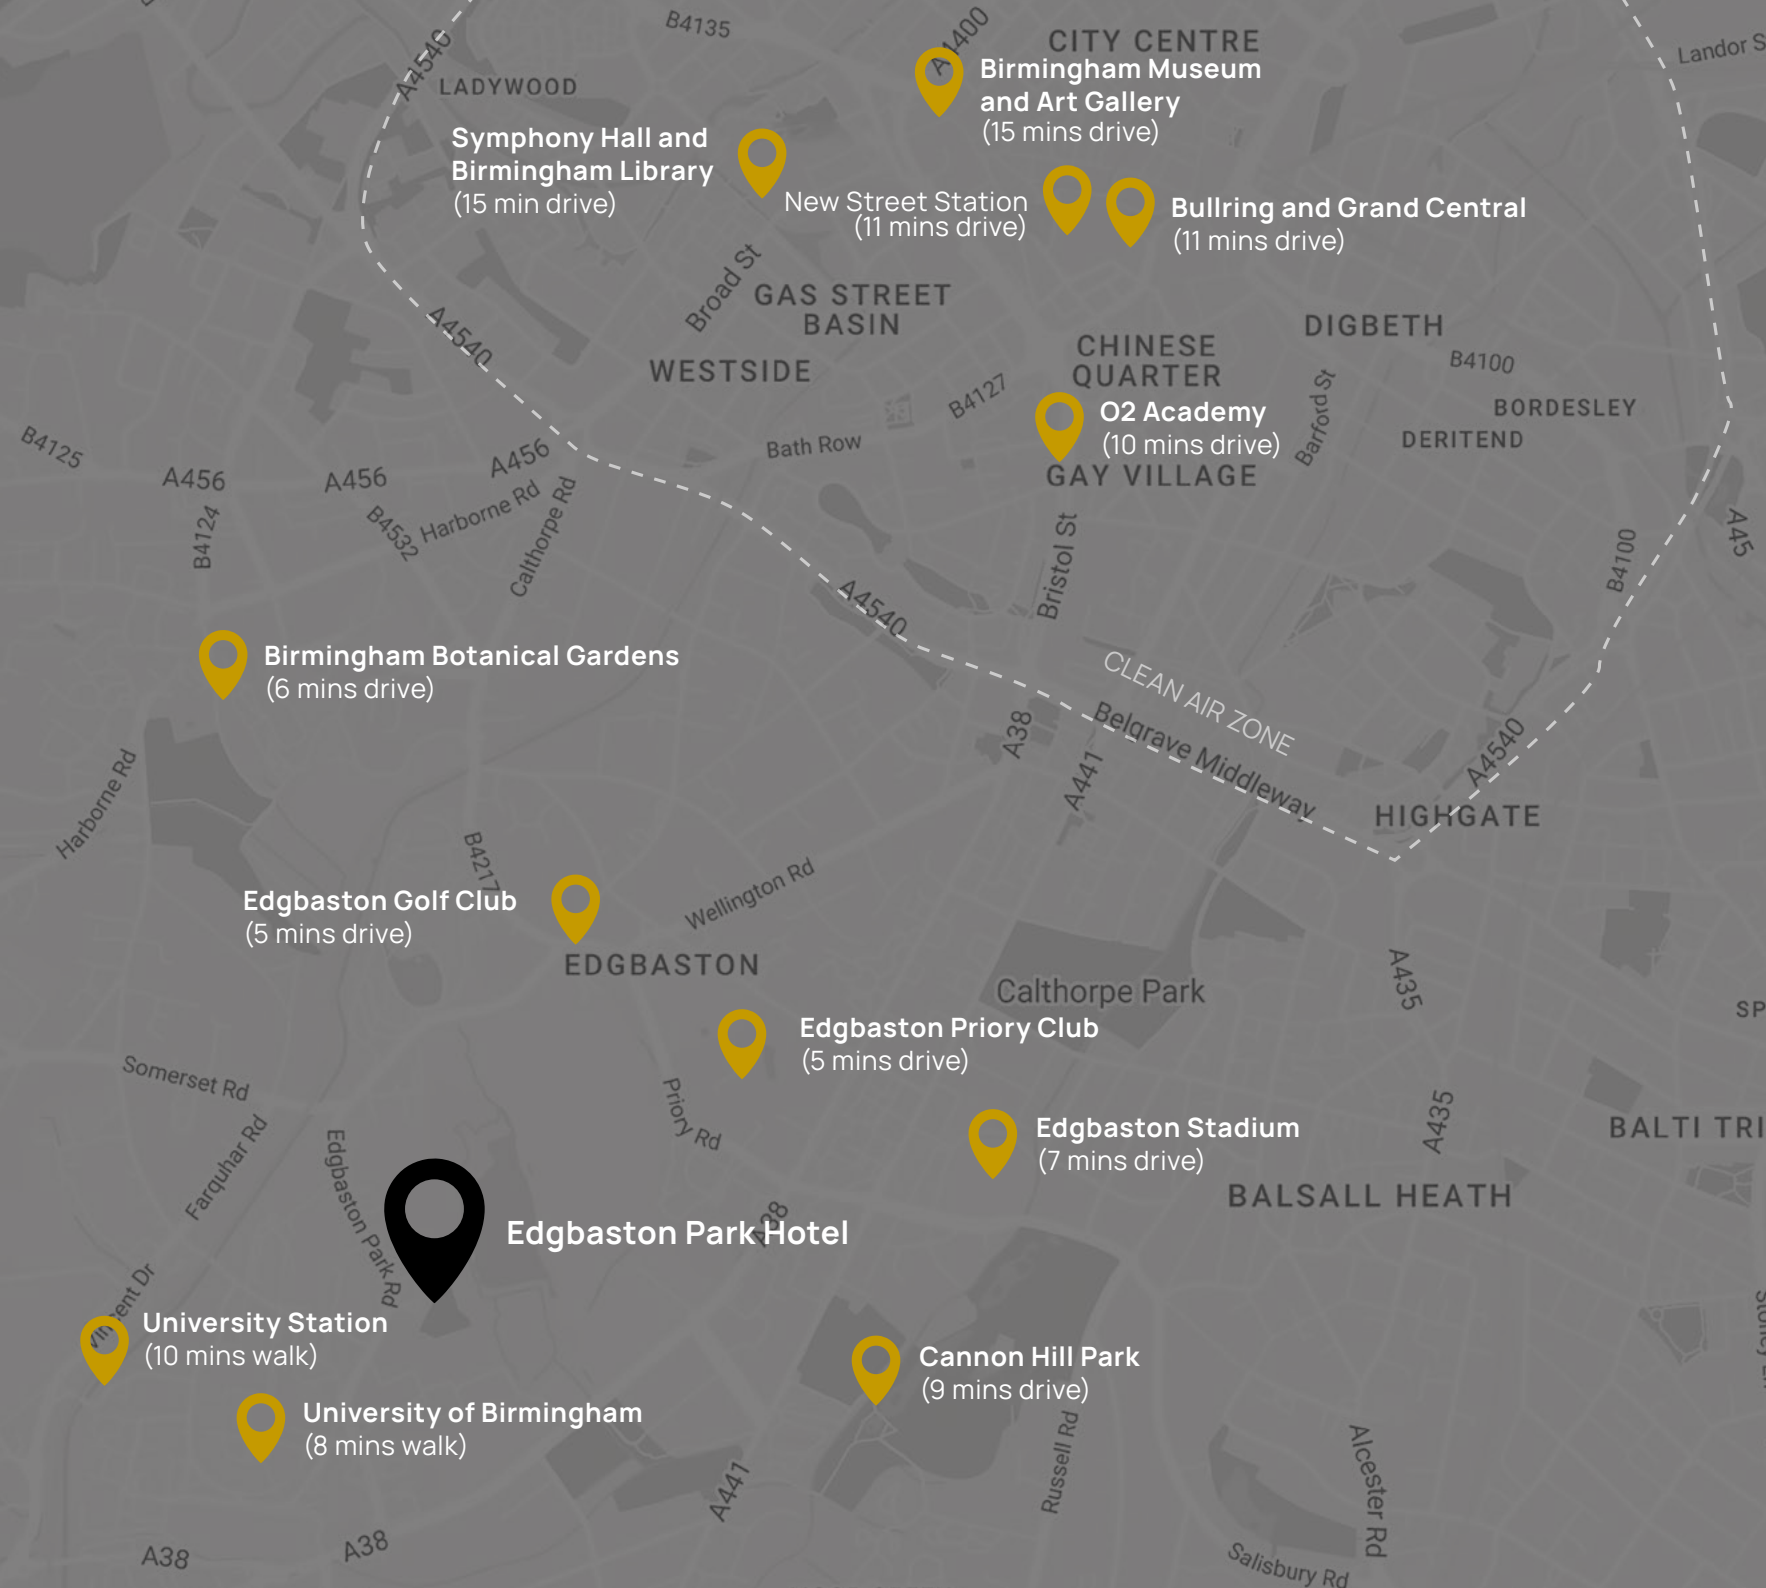 B4135
A4400
CITY CENTRE
Landor S
A4540
LADYWOOD
Birmingham Museum
and Art Gallery
(15 mins drive)
Symphony Hall and
Birmingham Library
(15 min drive)
New Street Station
(11 mins drive)
Bullring and Grand Central
(11 mins drive)
Broad St
GAS STREET
BASIN
A4540
WESTSIDE
CHINESE
QUARTER
DIGBETH
B4100
B4127
Barford St
BORDESLEY
DERITEND
O2 Academy
(10 mins drive)
GAY VILLAGE
B4125
A456
A456
A456
Bath Row
B4124
B4532
Harborne Rd
Calthorpe Rd
Bristol St
A45
B4100
A4540
Birmingham Botanical Gardens
(6 mins drive)
CLEAN AIR ZONE
Belgrave Middleway
A38
A441
A4540
HIGHGATE
Harborne Rd
B4217
Wellington Rd
Edgbaston Golf Club
(5 mins drive)
EDGBASTON
Calthorpe Park
A435
SP
Edgbaston Priory Club
(5 mins drive)
Somerset Rd
Priory Rd
Farquhar Rd
Edgbaston Park Rd
Edgbaston Stadium
(7 mins drive)
A435
BALTI TRI
BALSALL HEATH
A38
Edgbaston Park Hotel
Vincent Dr
University Station
(10 mins walk)
University of Birmingham
(8 mins walk)
Cannon Hill Park
(9 mins drive)
A441
Russell Rd
Alcester Rd
A38
A38
Salisbury Rd